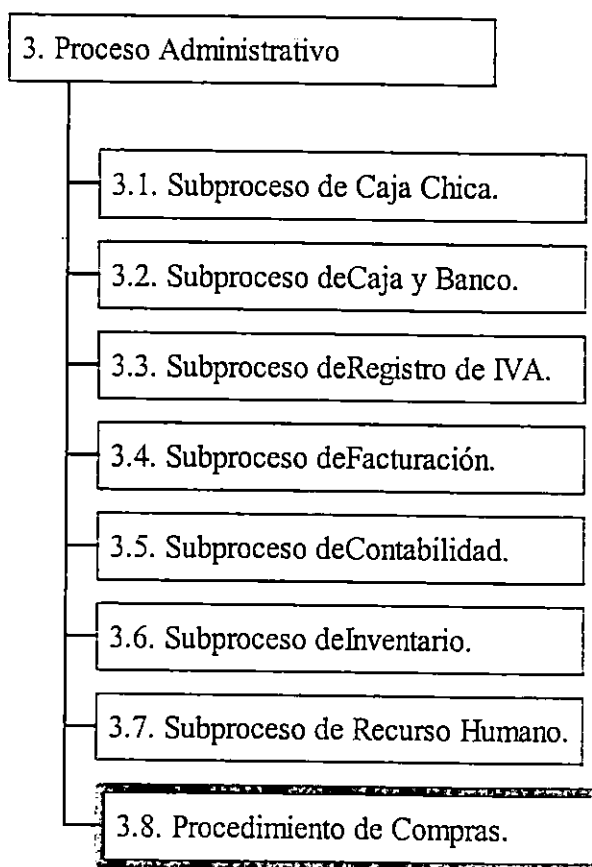 3. Proceso Administrativo
3.1. Subproceso de Caja Chica.
3.2. Subproceso deCaja y Banco.
3.3. Subproceso deRegistro de IVA.
3.4. Subproceso deFacturación.
3.5. Subproceso deContabilidad.
3.6. Subproceso deInventario.
3.7. Subproceso de Recurso Humano.
3.8. Procedimiento de Compras.